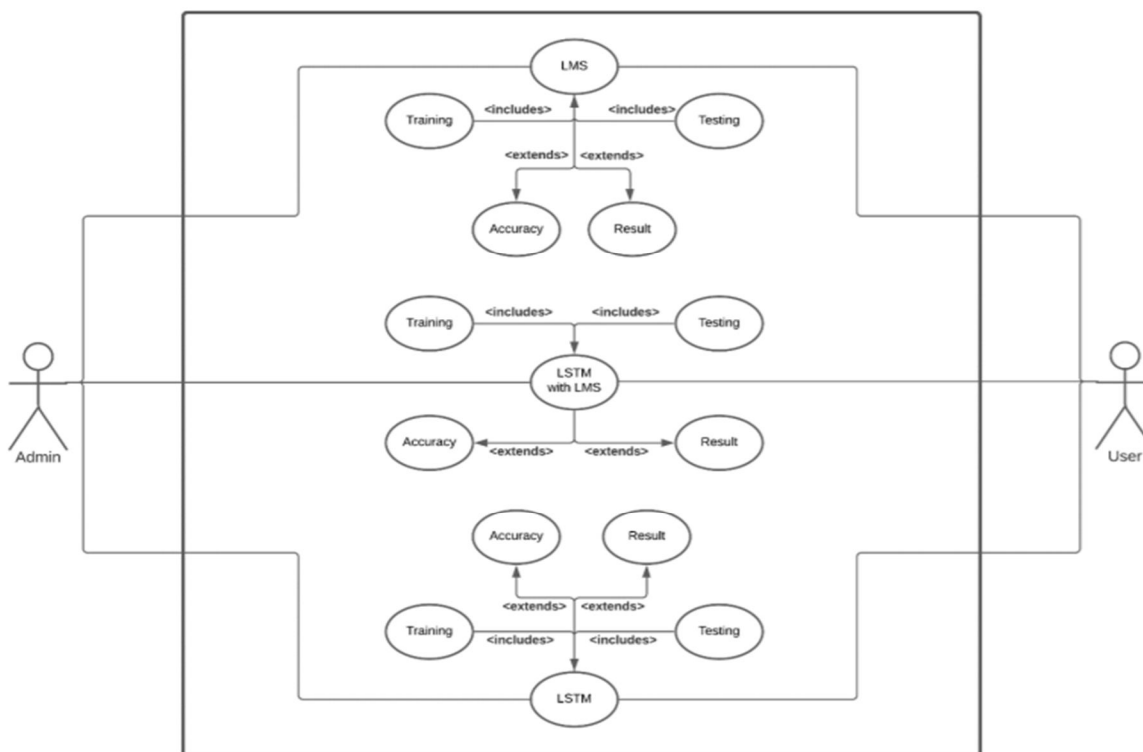 LMS
Training
<includes>
<includes>
Testing
<extends>
<extends>
Accuracy
Result
Training
<includes>
<includes>
Testing
LSTM
with LMS
Accuracy
<extends>
<extends>
Result
Admin
User
Accuracy
Result
<extends>
<extends>
Training
<includes>
<includes>
Testing
LSTM